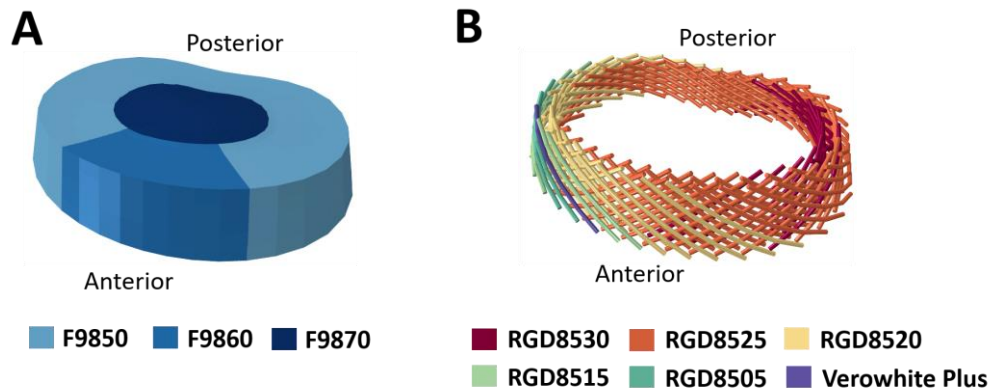 A
Posterior
Anterior
F9850 F9860 F9870
B
Posterior
Anterior
RGD8530 RGD8525 RGD8520
RGD8515 RGD8505 Verowhite Plus